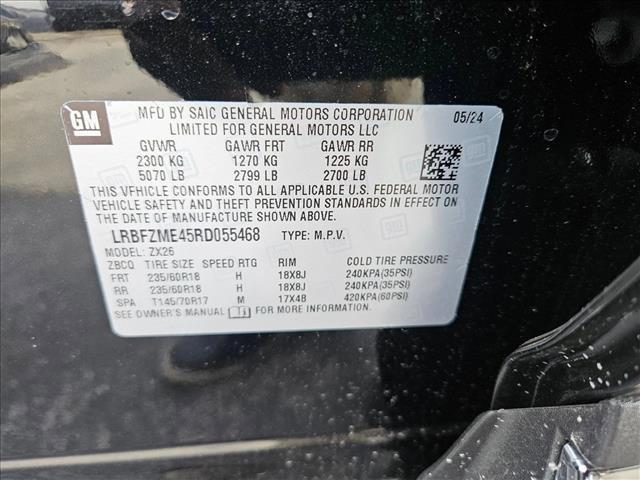 GM
MFD BY SAIC GENERAL MOTORS CORPORATION 05/24
LIMITED FOR GENERAL MOTORS LLC
GVWR GAWR FRT GAWR RR
2300 KG 1270 KG 1225 KG
5070 LB 2799 LB 2700 LB
THIS VEHICLE CONFORMS TO ALL APPLICABLE U.S. FEDERAL MOTOR
VEHICLE SAFETY AND THEFT PREVENTION STANDARDS IN EFFECT ON
THE DATE OF MANUFACTURE SHOWN ABOVE.
LRBFZME45RD055468 TYPE: M.P.V.
MODEL: ZX26
ZBCQ TIRE SIZE SPEED RTG RIM COLD TIRE PRESSURE
FRT 235/60R18 H 18X8J 240KPA(35PSI)
RR 235/60R18 H 18X8J 240KPA(35PSI)
SPA T145/70R17 M 17X4B 420KPA(60PSI)
SEE OWNER'S MANUAL FOR MORE INFORMATION.